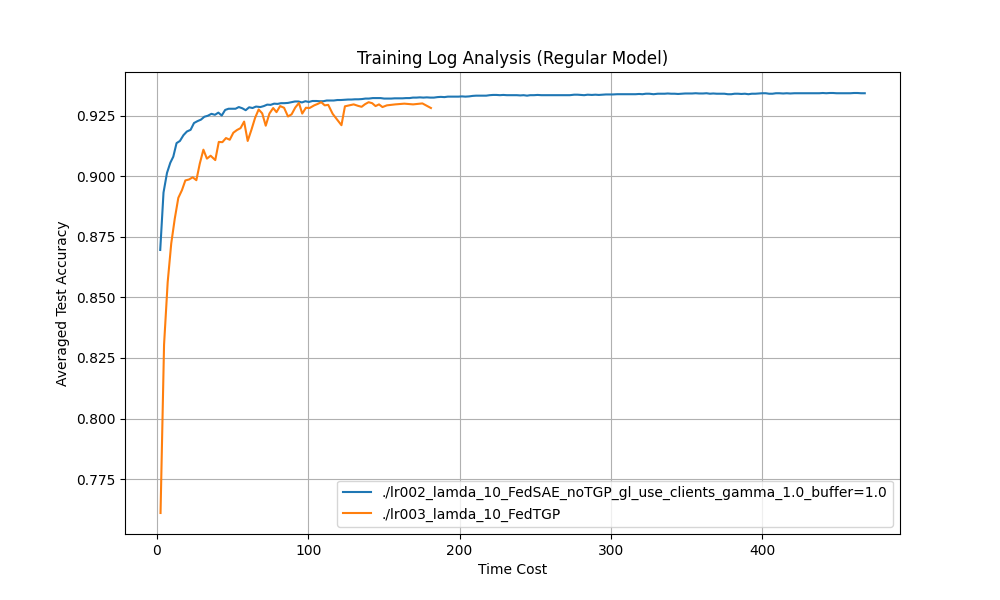 Training Log Analysis (Regular Model)
Averaged Test Accuracy
0.925
0.900
0.875
0.850
0.825
0.800
0.775
./lr002_lamda_10_FedSAE_noTGP_gl_use_clients_gamma_1.0_buffer=1.0
./lr003_lamda_10_FedTGP
0 100 200 300 400
Time Cost